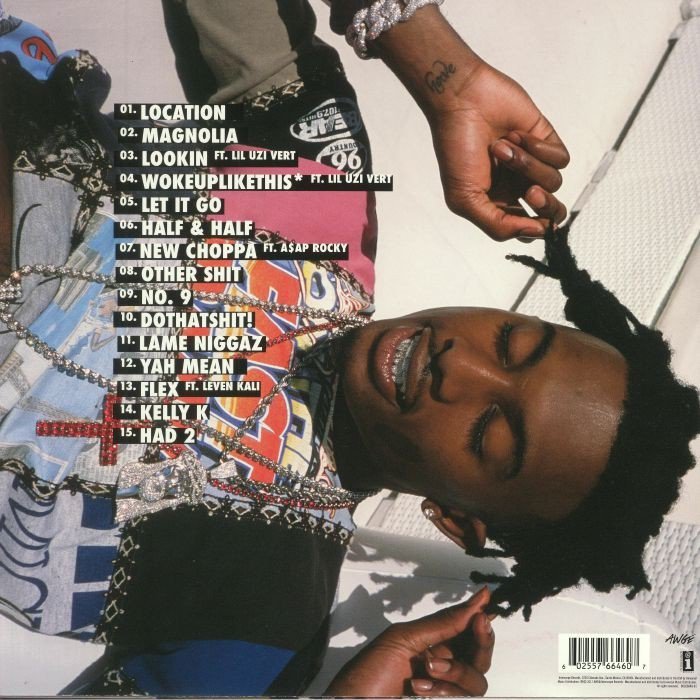 01. LOCATION
02. MAGNOLIA
03. LOOKIN FT. LIL UZI VERT
04. WOKEUPLIKETHIS* FT. LIL UZI VERT
05. LET IT GO
06. HALF & HALF
07. NEW CHOPPA FT. A$AP ROCKY
08. OTHER SHIT
09. NO. 9
10. DOTHATSHIT!
11. LAME NIGGAZ
12. YAH MEAN
13. FLEX FT. LEVEN KALI
14. KELLY K
15. HAD 2
96
AWGE
6 02557 66460 7